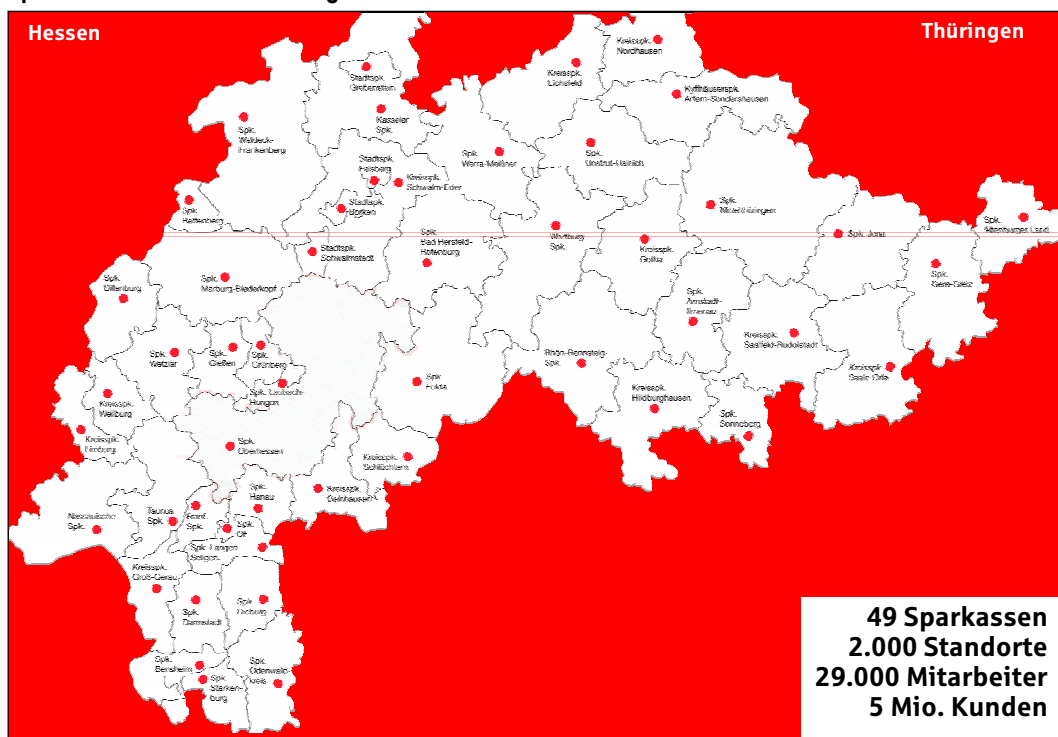 Hessen
Thüringen
Kreisspk.
Nordhausen
Stadtspk.
Grebenstein
Kreisspk.
Kyffhäuserspk.
Artern-Sondershausen
Kasseler
Spk.
Spk.
Waldeck-
Frankenberg
Spk.
Werra-Meißner
Spk.
Unstrut-Hainich
Stadtspk.
Felsberg
Kreisspk.
Schwalm-Eder
Stadtspk.
Borken
Spk.
Battenberg
Spk.
Mittelthüringen
Spk.
Altenburger Land
Spk.
Bad Hersfeld-
Rotenburg
Wartburg
Spk.
Kreisspk.
Gotha
Spk. Jena
Stadtspk.
Schwalmstadt
Spk.
Gera-Greiz
Spk.
Dillenburg
Spk.
Marburg-Biedenkopf
Spk.
Arnstadt-
Ilmenau
Kreisspk.
Saalfeld-Rudolstadt
Spk.
Wetzlar
Spk.
Gießen
Spk.
Grünberg
Rhön-Rennsteig-
Spk.
Kreisspk.
Saale-Orla
Spk. Laubach-
Hungen
Spk.
Fulda
Kreisspk.
Weilburg
Kreisspk.
Hildburghausen
Spk.
Sonneberg
Kreisspk.
Limburg
Spk.
Oberhessen
Kreisspk.
Schlüchtern
Kreisspk.
Gelnhausen
Spk.
Hanau
Nassauische
Spk.
Taunus
Spk.
Spk.
Spk.
Spk. Langen
Kreisspk.
Groß-Gerau
Spk.
Darmstadt
Spk.
Dieburg
Spk.
Bensheim
Spk.
Starken-
burg
Spk.
Odenwald-
kreis
49 Sparkassen
2.000 Standorte
29.000 Mitarbeiter
5 Mio. Kunden